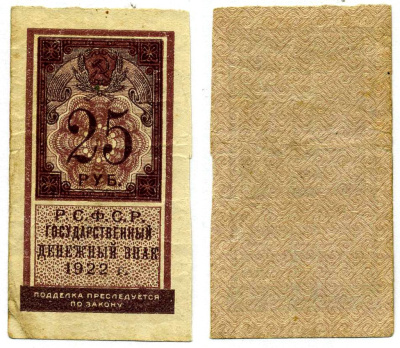 25
РУБ.
Р.С.Ф.С.Р.
ГОСУДАРСТВЕННЫЙ
ДЕНЕЖНЫЙ ЗНАК
1922 г.
ПОДДЕЛКА ПРЕСЛЕДУЕТСЯ
ПО ЗАКОНУ